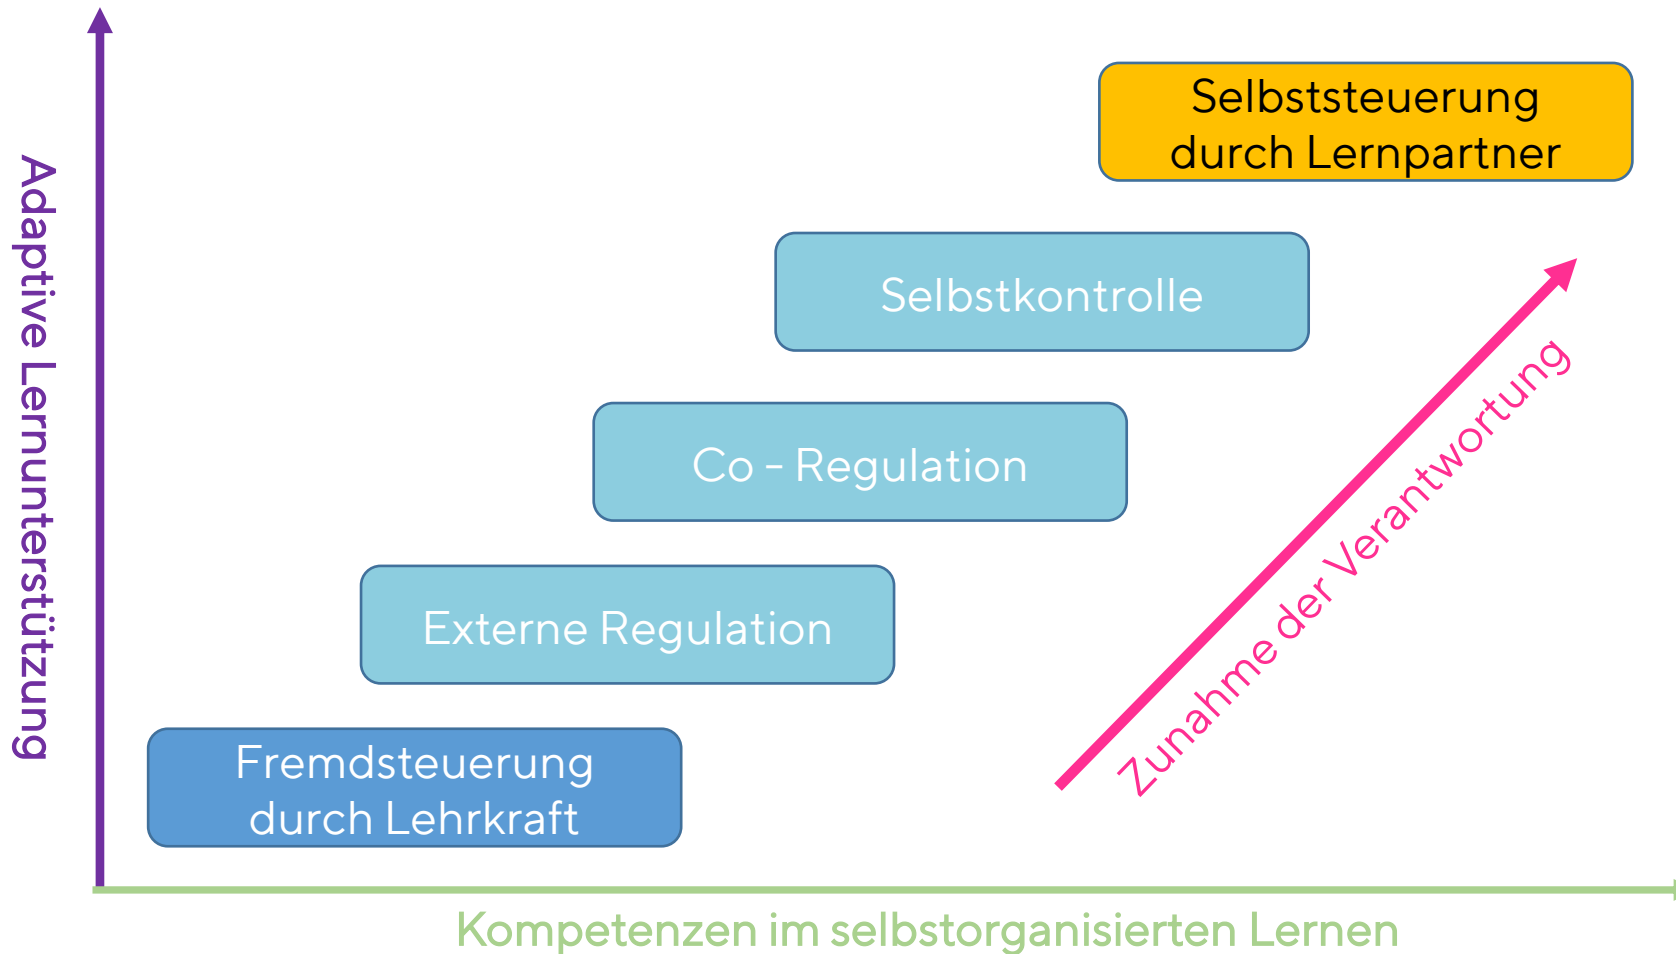 Selbststeuerung
durch Lernpartner
Selbstkontrolle
Co - Regulation
Externe Regulation
Fremdsteuerung
durch Lehrkraft
Adaptive Lernunterstützung
Zunahme der Verantwortung
Kompetenzen im selbstorganisierten Lernen